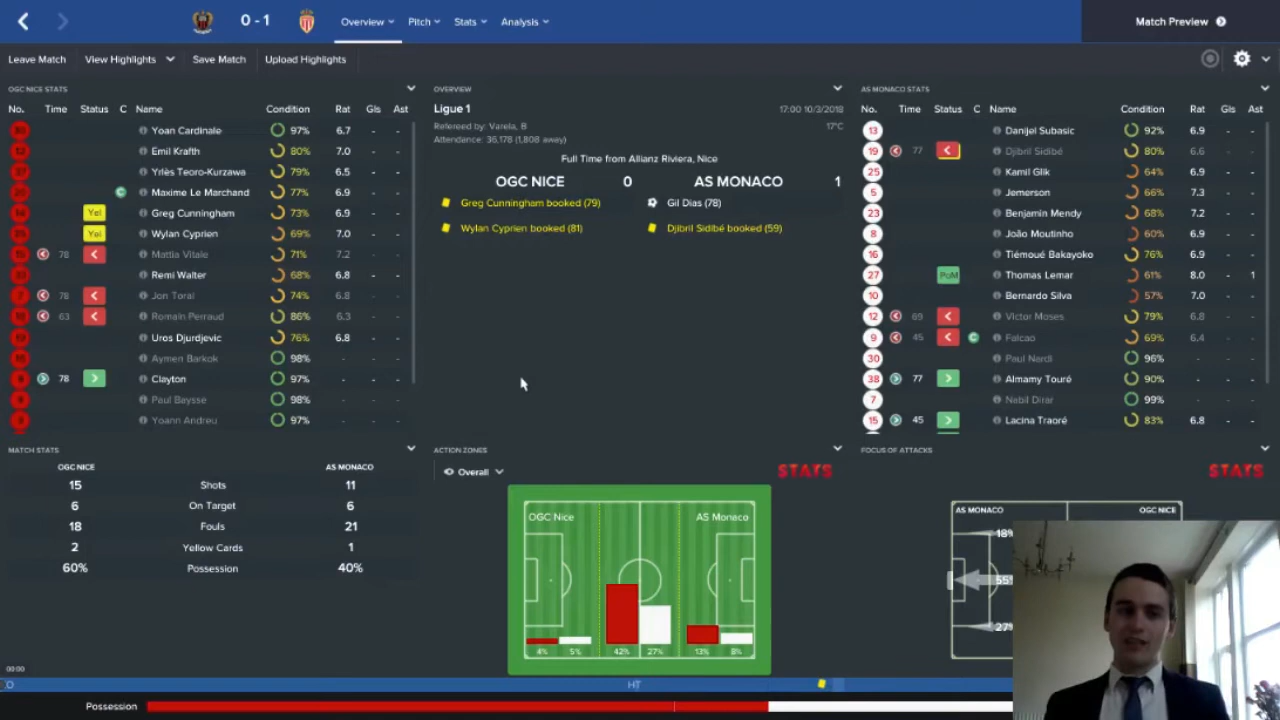 0 - 1
Overview
Pitch
Stats
Analysis
Match Preview
Leave Match
View Highlights
Save Match
Upload Highlights
OGC NICE STATS
No. Time Status C Name Condition Rat Gls Ast
Yoan Cardinale 97% 6.7 - -
Emil Krafth 80% 7.0 - -
Yrlès Teoro-Kurzawa 79% 6.5 - -
C Maxime Le Marchand 77% 6.9 - -
Yel Greg Cunningham 73% 6.9 - -
Yel Wylan Cyprien 69% 7.0 - -
78 Mattia Vitale 71% 7.2 - -
Remi Walter 68% 6.8 - -
78 Jon Toral 74% 6.8 - -
63 Romain Perraud 86% 6.3 - -
Uros Djurdjevic 76% 6.8 - -
Aymen Barkok 98% - - -
78 Clayton 97% - - -
Paul Baysse 98% - - -
Yoann Andreu 97% - - -
OVERVIEW
Ligue 1 17:00 10/3/2018
Refereed by: Varela, B 17°C
Attendance: 36,178 (1,808 away)
Full Time from Allianz Riviera, Nice
OGC NICE 0 AS MONACO 1
Greg Cunningham booked (79) Gil Dias (78)
Wylan Cyprien booked (81) Djibril Sidibé booked (59)
AS MONACO STATS
No. Time Status C Name Condition Rat Gls Ast
13 Danijel Subasic 92% 6.9 - -
19 77 Djibril Sidibé 80% 6.6 - -
25 Kamil Glik 64% 6.9 - -
5 Jemerson 66% 7.3 - -
23 Benjamin Mendy 68% 7.2 - -
8 João Moutinho 60% 6.9 - -
16 Tiémoué Bakayoko 76% 6.9 - -
27 PoM Thomas Lemar 61% 8.0 - 1
10 Bernardo Silva 57% 7.0 - -
12 69 Victor Moses 79% 6.8 - -
9 45 C Falcao 69% 6.4 - -
30 Paul Nardi 96% - - -
38 77 Almamy Touré 90% - - -
7 Nabil Dirar 99% - - -
15 45 Lacina Traoré 83% 6.8 - -
MATCH STATS
OGC NICE AS MONACO
15 Shots 11
6 On Target 6
18 Fouls 21
2 Yellow Cards 1
60% Possession 40%
ACTION ZONES
Overall
STATS
OGC Nice AS Monaco
4% 5% 42% 27% 13% 8%
FOCUS OF ATTACKS
STATS
AS MONACO OGC NICE
18%
55%
27%
00:00
HT
Possession